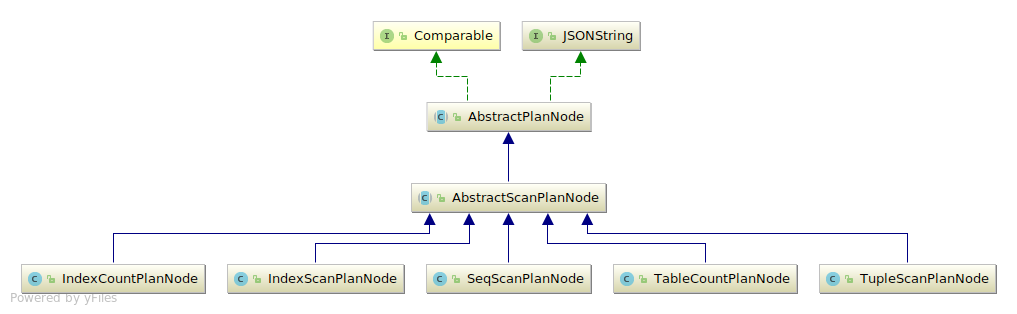 I Comparable
I JSONString
C AbstractPlanNode
C AbstractScanPlanNode
C IndexCountPlanNode
C IndexScanPlanNode
C SeqScanPlanNode
C TableCountPlanNode
C TupleScanPlanNode
Powered by yFiles